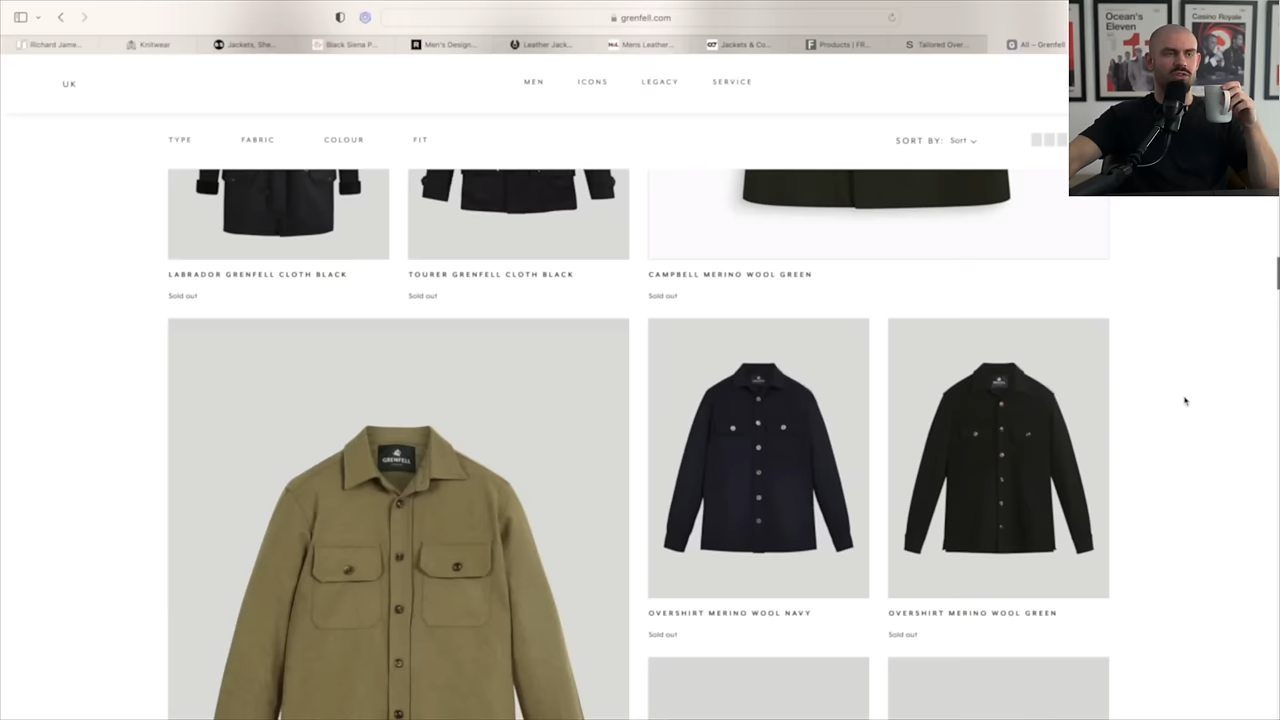 grenfell.com
Richard Jame...
Knitwear
Jackets, She...
Black Siena P...
Men's Design...
Leather Jack...
Mens Leather...
Jackets & Co...
Products | FR...
Tailored Over...
All – Grenfell
UK
MEN
ICONS
LEGACY
SERVICE
TYPE
FABRIC
COLOUR
FIT
SORT BY: Sort
LABRADOR GRENFELL CLOTH BLACK
Sold out
TOURER GRENFELL CLOTH BLACK
Sold out
CAMPBELL MERINO WOOL GREEN
Sold out
GRENFELL
OVERSHIRT MERINO WOOL NAVY
Sold out
OVERSHIRT MERINO WOOL GREEN
Sold out
Ocean's
Eleven
Casino Royale